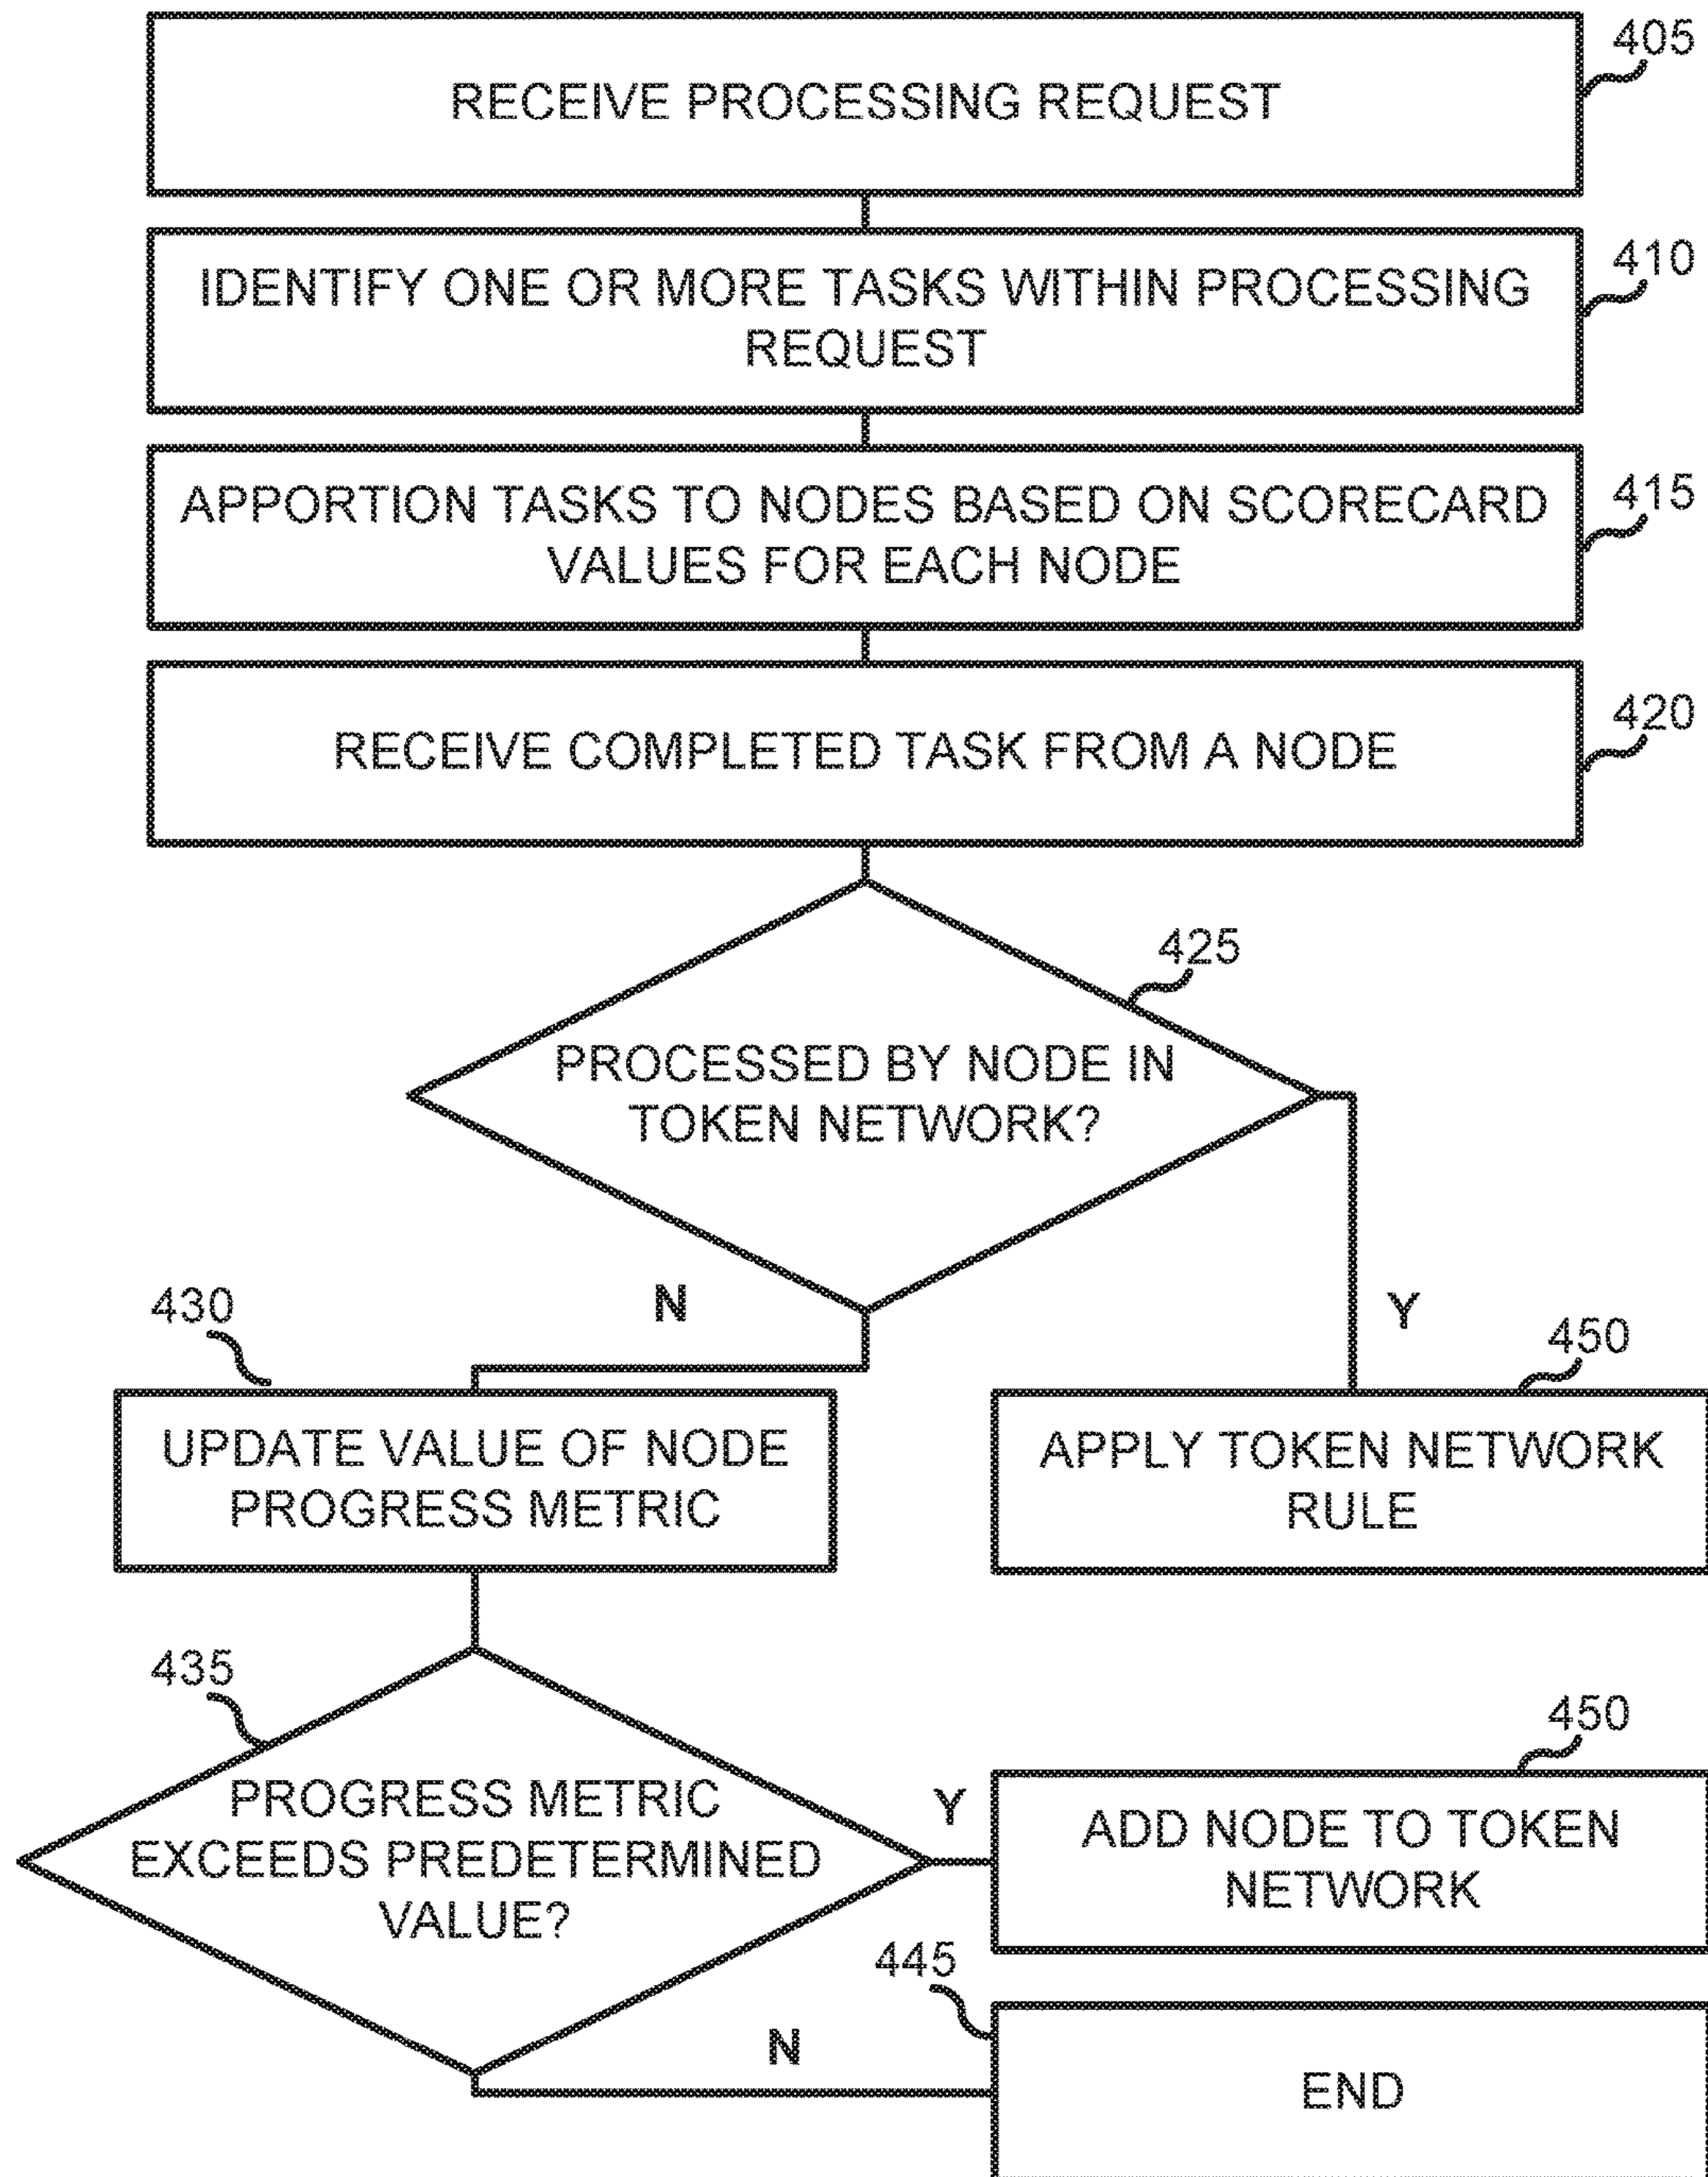 RECEIVE PROCESSING REQUEST
405
IDENTIFY ONE OR MORE TASKS WITHIN PROCESSING
REQUEST
410
APPORTION TASKS TO NODES BASED ON SCORECARD
VALUES FOR EACH NODE
415
RECEIVE COMPLETED TASK FROM A NODE
420
425
PROCESSED BY NODE IN
TOKEN NETWORK?
N
Y
430
UPDATE VALUE OF NODE
PROGRESS METRIC
450
APPLY TOKEN NETWORK
RULE
435
PROGRESS METRIC
EXCEEDS PREDETERMINED
VALUE?
Y
450
ADD NODE TO TOKEN
NETWORK
N
445
END